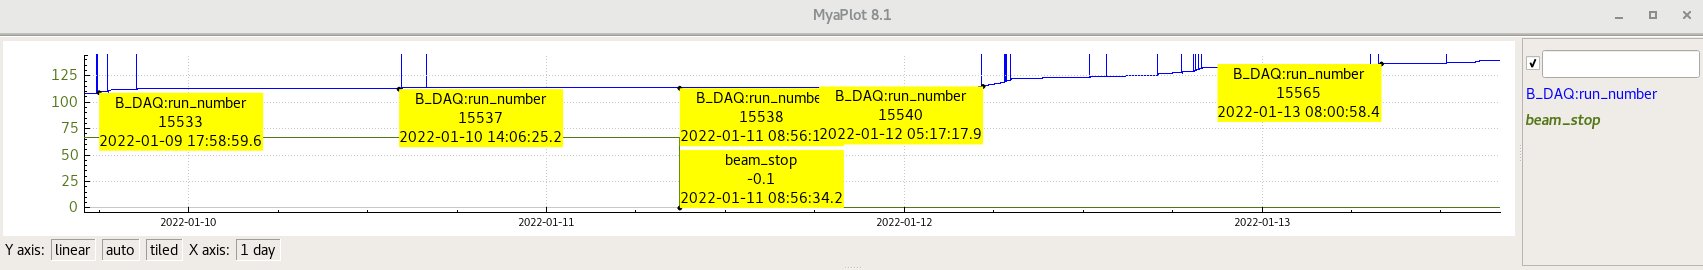 MyaPlot 8.1
125
100
75
50
25
0
B_DAQ:run_number
15533
2022-01-09 17:58:59.6
B_DAQ:run_number
15537
2022-01-10 14:06:25.2
B_DAQ:run_numbe
15538
2022-01-11 08:56:1
B_DAQ:run_number
15540
2022-01-12 05:17:17.9
B_DAQ:run_number
15565
2022-01-13 08:00:58.4
beam_stop
-0.1
2022-01-11 08:56:34.2
2022-01-10
2022-01-11
2022-01-12
2022-01-13
B_DAQ:run_number
beam_stop
Y axis: linear auto tiled X axis: 1 day